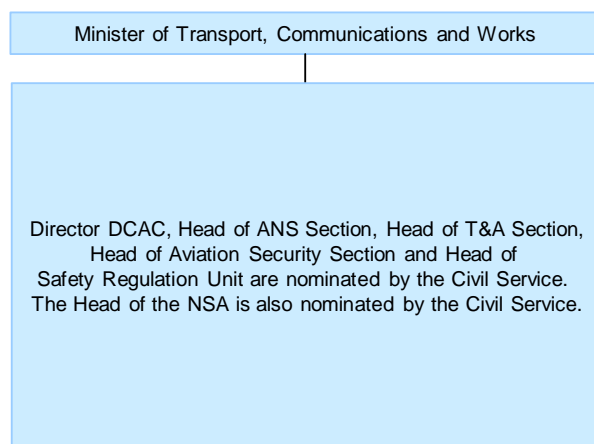 Minister of Transport, Communications and Works
Director DCAC, Head of ANS Section, Head of T&A Section,
Head of Aviation Security Section and Head of
Safety Regulation Unit are nominated by the Civil Service.
The Head of the NSA is also nominated by the Civil Service.